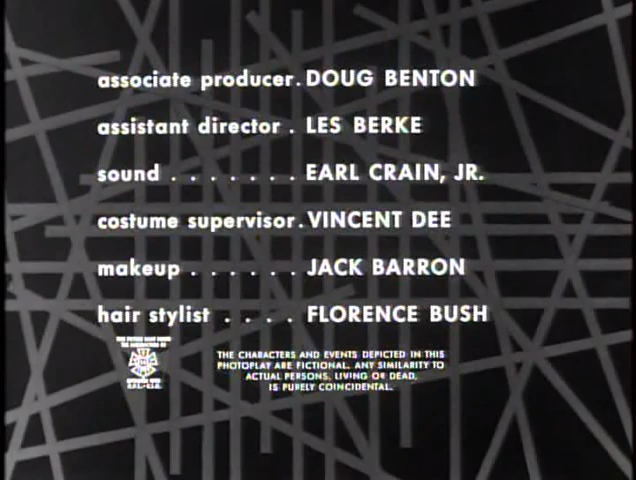 associate producer. DOUG BENTON
assistant director . LES BERKE
sound . . . . . . . EARL CRAIN, JR.
costume supervisor. VINCENT DEE
makeup . . . . . . JACK BARRON
hair stylist . . . . FLORENCE BUSH
THE CHARACTERS AND EVENTS DEPICTED IN THIS
PHOTOPLAY ARE FICTIONAL. ANY SIMILARITY TO
ACTUAL PERSONS, LIVING OR DEAD,
IS PURELY COINCIDENTAL.